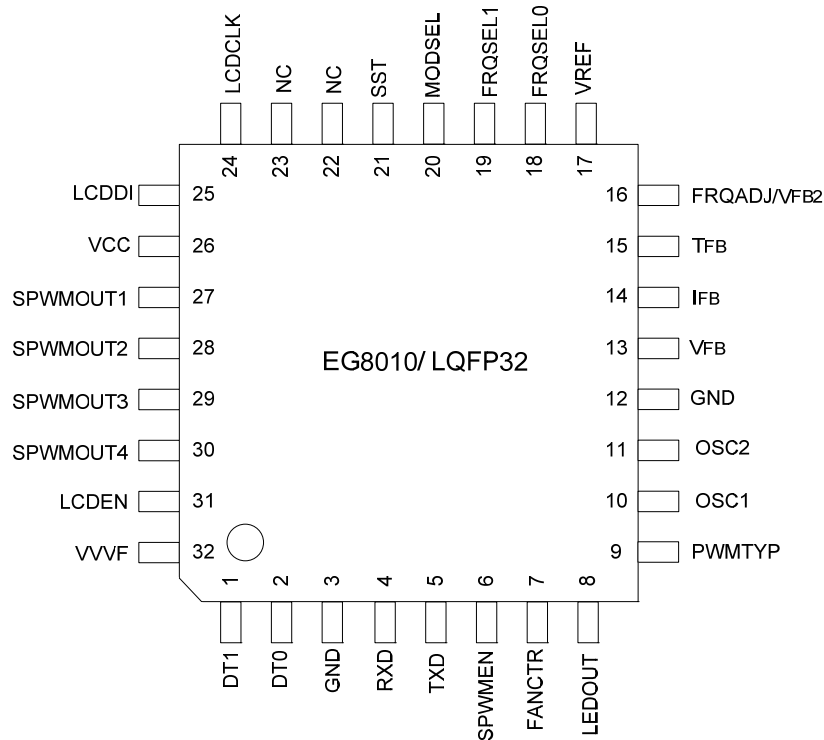 LCDCLK
NC
NC
SST
MODSEL
FRQSEL1
FRQSEL0
VREF
24
23
22
21
20
19
18
17
LCDDI 25
VCC 26
SPWMOUT1 27
SPWMOUT2 28
SPWMOUT3 29
SPWMOUT4 30
LCDEN 31
VVVF 32
EG8010/ LQFP32
16 FRQADJ/VFB2
15 TFB
14 IFB
13 VFB
12 GND
11 OSC2
10 OSC1
9 PWMTYP
1
2
3
4
5
6
7
8
DT1
DT0
GND
RXD
TXD
SPWMEN
FANCTR
LEDOUT